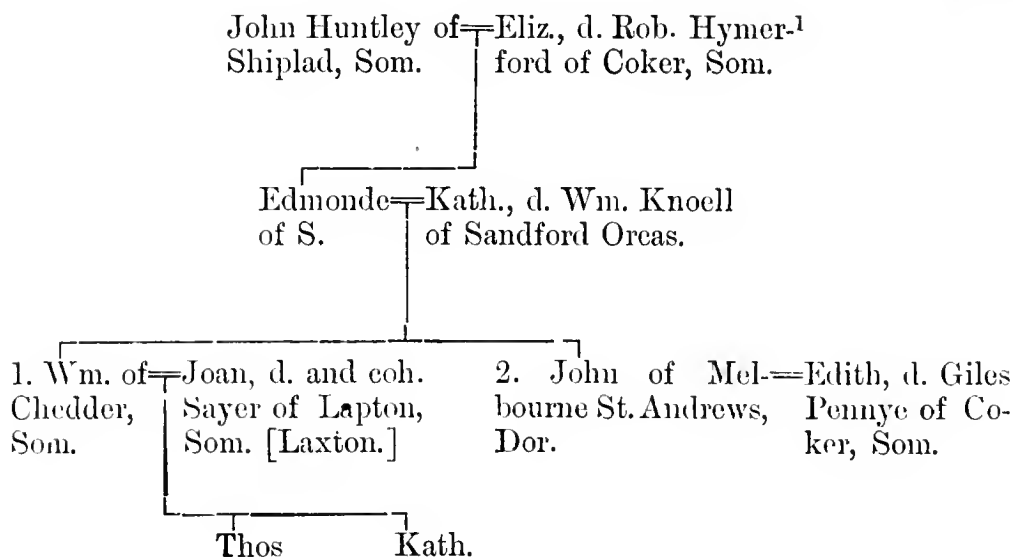 John Huntley of Eliz., d. Rob. Hymer-¹
Shiplad, Som. ford of Coker, Som.
Edmonde Kath., d. Wm. Knoell
of S. of Sandford Orcas.
1. Wm. of Joan, d. and coh. 2. John of Mel- Edith, d. Giles
Chedder, Sayer of Lapton, bourne St. Andrews, Pennye of Co-
Som. Som. [Laxton.] Dor. ker, Som.
Thos Kath.